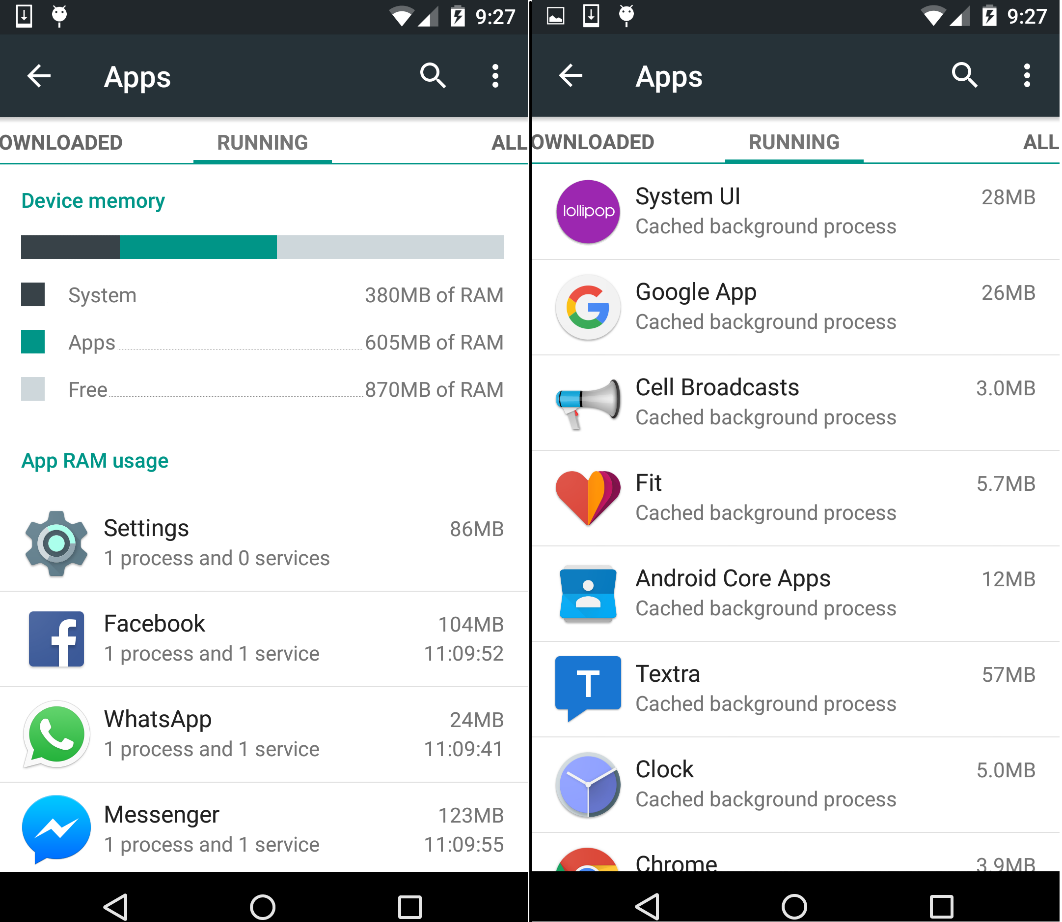 9:27
Apps
OWNLOADED RUNNING ALL
Device memory
System 380MB of RAM
Apps 605MB of RAM
Free 870MB of RAM
App RAM usage
Settings 86MB
1 process and 0 services
Facebook 104MB
1 process and 1 service 11:09:52
WhatsApp 24MB
1 process and 1 service 11:09:41
Messenger 123MB
1 process and 1 service 11:09:55
9:27
Apps
OWNLOADED RUNNING ALL
lollipop
System UI 28MB
Cached background process
Google App 26MB
Cached background process
Cell Broadcasts 3.0MB
Cached background process
Fit 5.7MB
Cached background process
Android Core Apps 12MB
Cached background process
T
Textra 57MB
Cached background process
Clock 5.0MB
Cached background process
Chrome 3.9MB